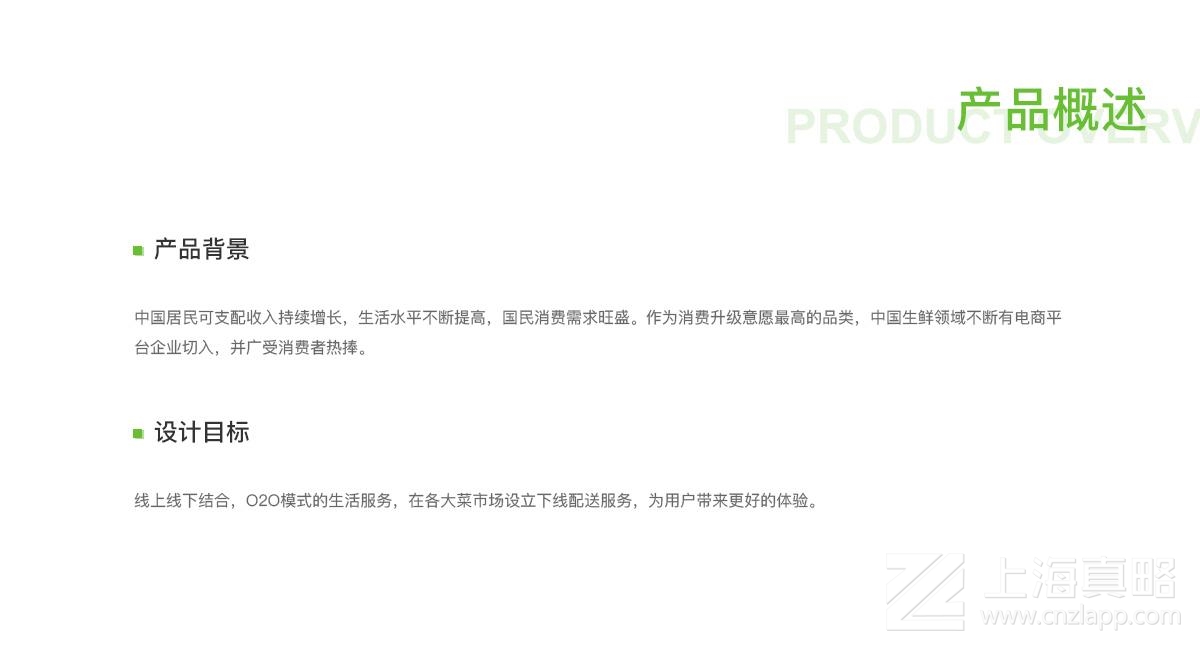 产品概述
PRODUCT OVERV
产品背景
中国居民可支配收入持续增长，生活水平不断提高，国民消费需求旺盛。作为消费升级意愿最高的品类，中国生鲜领域不断有电商平
台企业切入，并广受消费者热捧。
设计目标
线上线下结合，O2O模式的生活服务，在各大菜市场设立下线配送服务，为用户带来更好的体验。
上海真略
www.cnzlapp.com